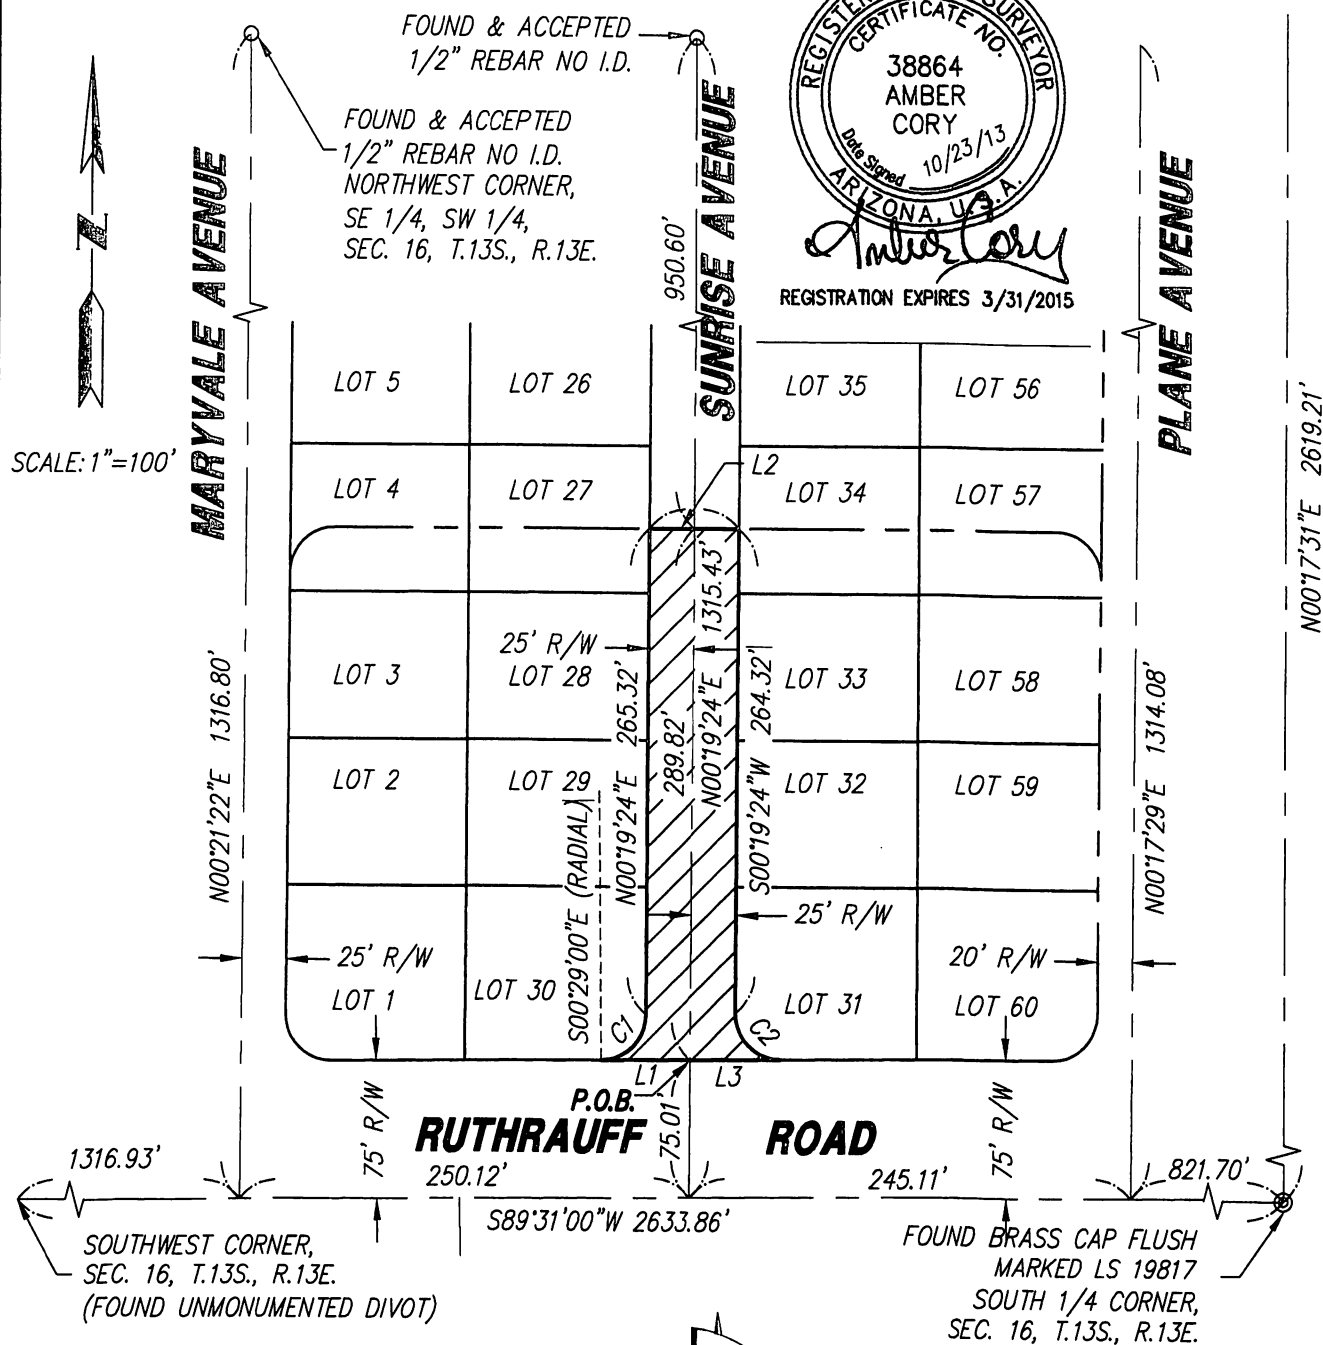 FOUND & ACCEPTED
1/2" REBAR NO I.D.
FOUND & ACCEPTED
1/2" REBAR NO I.D.
NORTHWEST CORNER,
SE 1/4, SW 1/4,
SEC. 16, T.13S., R.13E.
SURVEYOR
CERTIFICATE NO.
38864
AMBER
CORY
Date Signed
10/23/13
ARIZONA, U.S.A.
Amber Cory
REGISTRATION EXPIRES 3/31/2015
N
SCALE: 1"=100'
MARYVALE AVENUE
SUNRISE AVENUE
PLANE AVENUE
950.60'
N00°17'31"E 2619.21'
LOT 5
LOT 26
LOT 35
LOT 56
L2
LOT 4
LOT 27
LOT 34
LOT 57
25' R/W
LOT 3
LOT 28
LOT 33
LOT 58
LOT 2
LOT 29
LOT 32
LOT 59
N00°21'22"E 1316.80'
N00°19'24"E 265.32'
289.82'
N00°19'24"E 1315.43'
S00°19'24"W 264.32'
N00°17'29"E 1314.08'
S00°29'00"E (RADIAL)
25' R/W
25' R/W
20' R/W
LOT 1
LOT 30
LOT 31
LOT 60
C1
C2
L1
L3
P.O.B.
75' R/W
75.01'
75' R/W
RUTHRAUFF ROAD
1316.93'
250.12'
245.11'
821.70'
S89°31'00"W 2633.86'
SOUTHWEST CORNER,
SEC. 16, T.13S., R.13E.
(FOUND UNMONUMENTED DIVOT)
FOUND BRASS CAP FLUSH
MARKED LS 19817
SOUTH 1/4 CORNER,
SEC. 16, T.13S., R.13E.